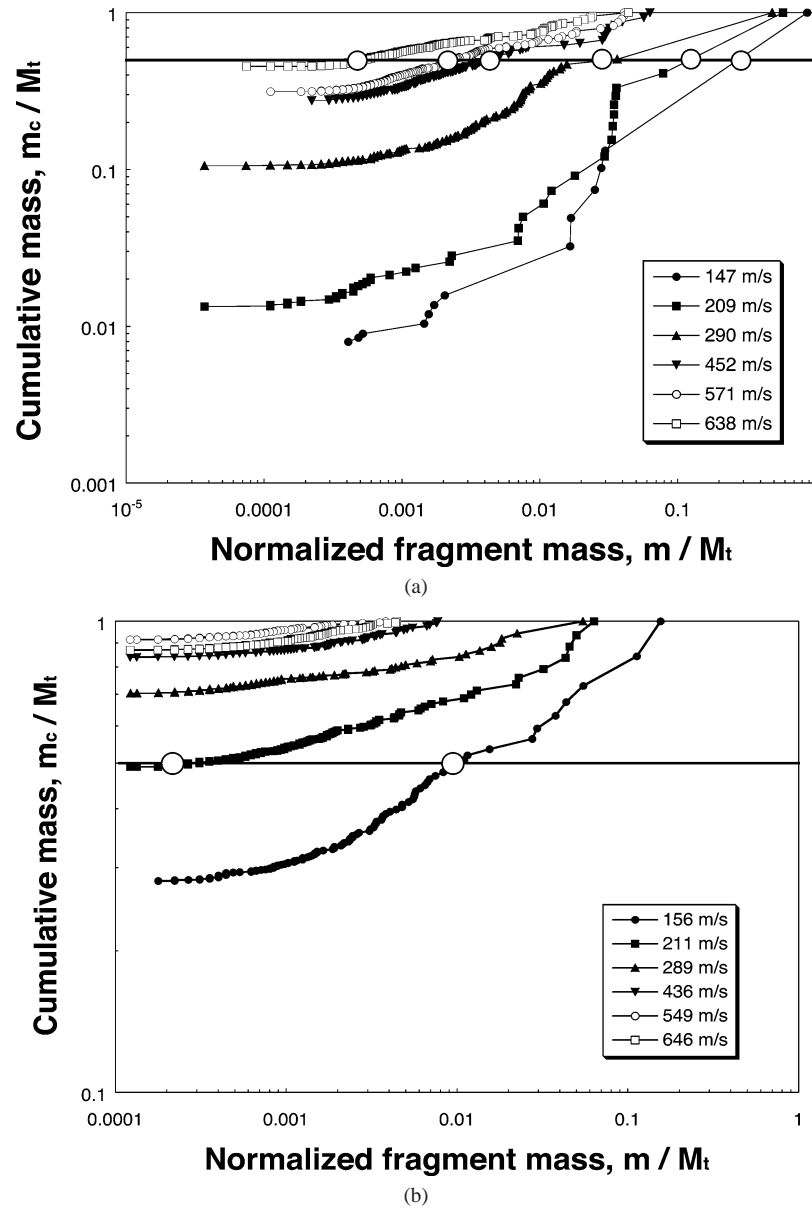 Cumulative mass, mc / Mt
1
0.1
0.01
0.001
147 m/s
209 m/s
290 m/s
452 m/s
571 m/s
638 m/s
10-5
0.0001
0.001
0.01
0.1
Normalized fragment mass, m / Mt
(a)
Cumulative mass, mc / Mt
1
0.1
156 m/s
211 m/s
289 m/s
436 m/s
549 m/s
646 m/s
0.0001
0.001
0.01
0.1
1
Normalized fragment mass, m / Mt
(b)